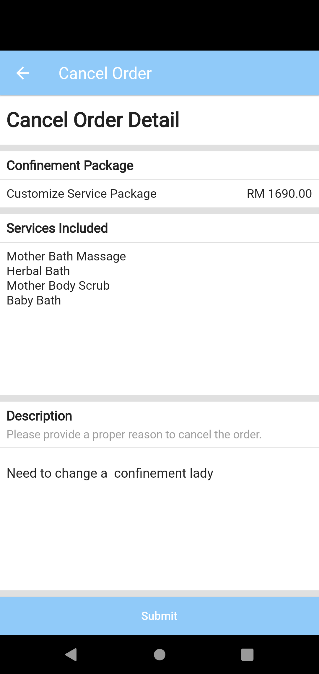 Cancel Order
Cancel Order Detail
Confinement Package
Customize Service Package RM 1690.00
Services Included
Mother Bath Massage
Herbal Bath
Mother Body Scrub
Baby Bath
Description
Please provide a proper reason to cancel the order.
Need to change a  confinement lady
Submit